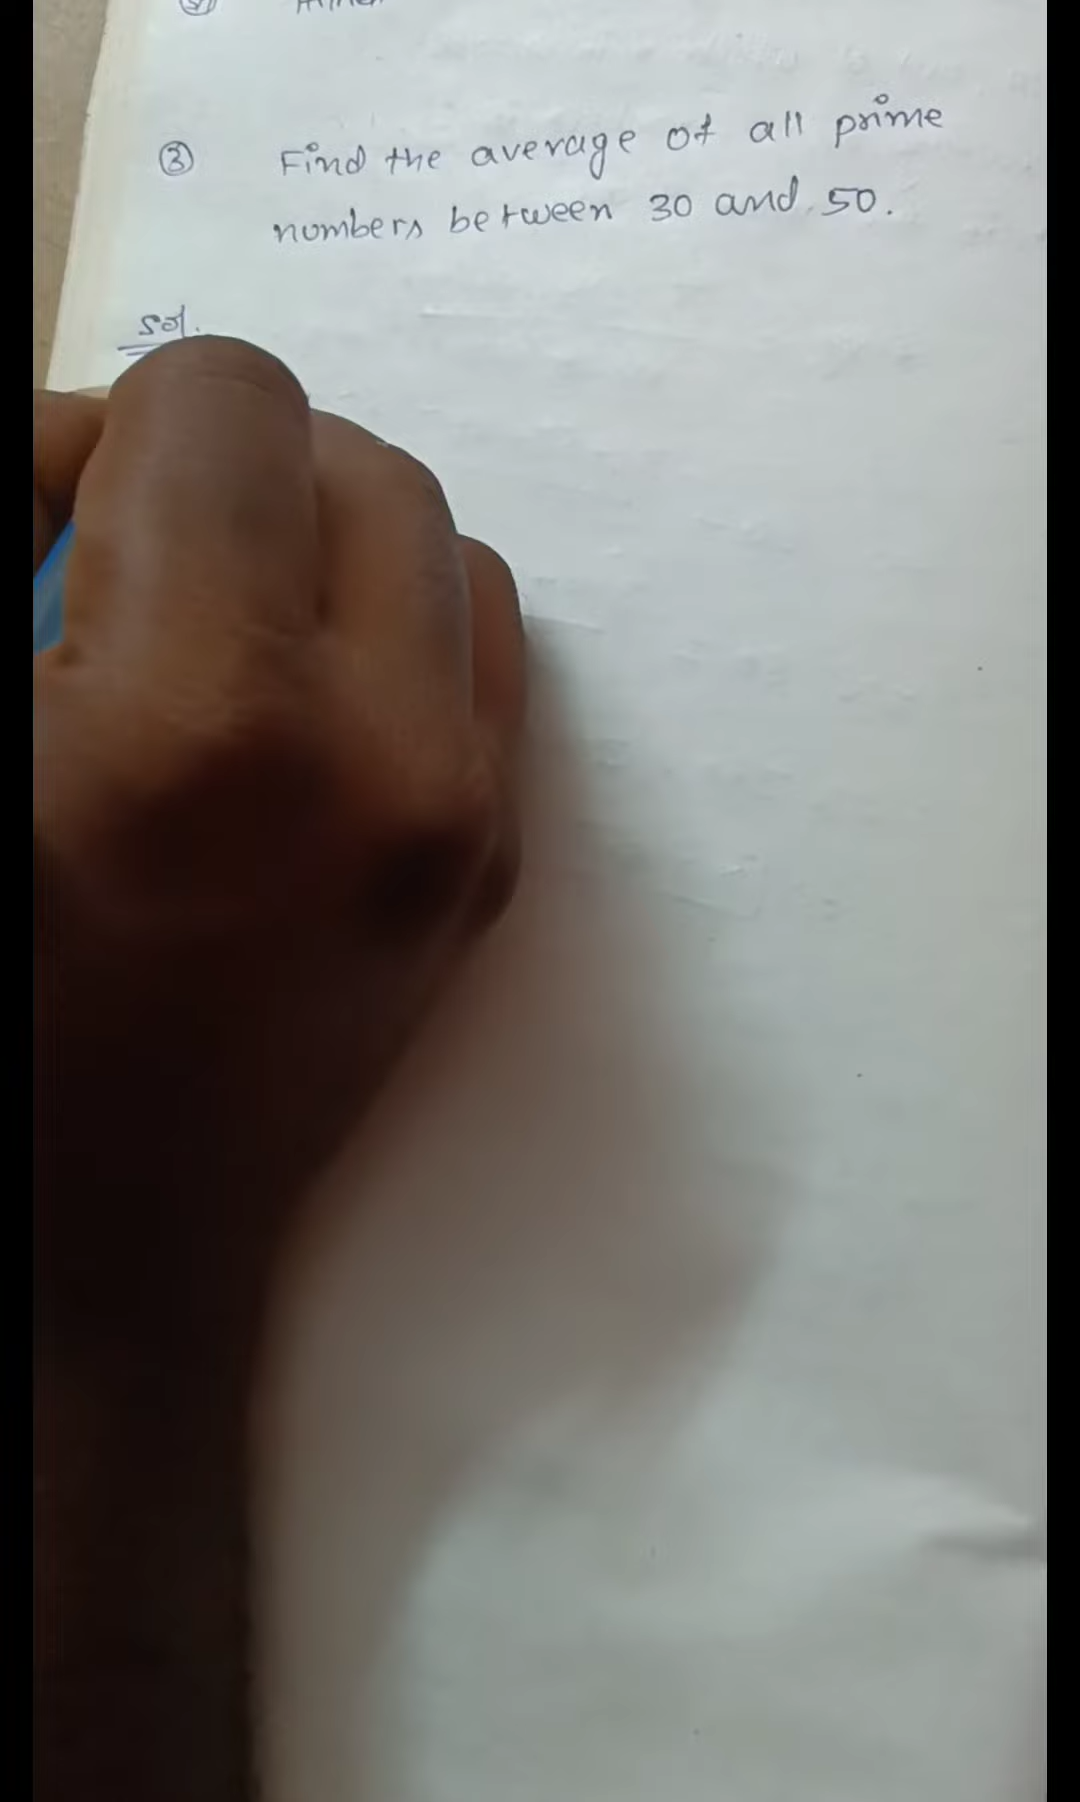 ③ Find the average of all prime
numbers between 30 and 50.
Sol.